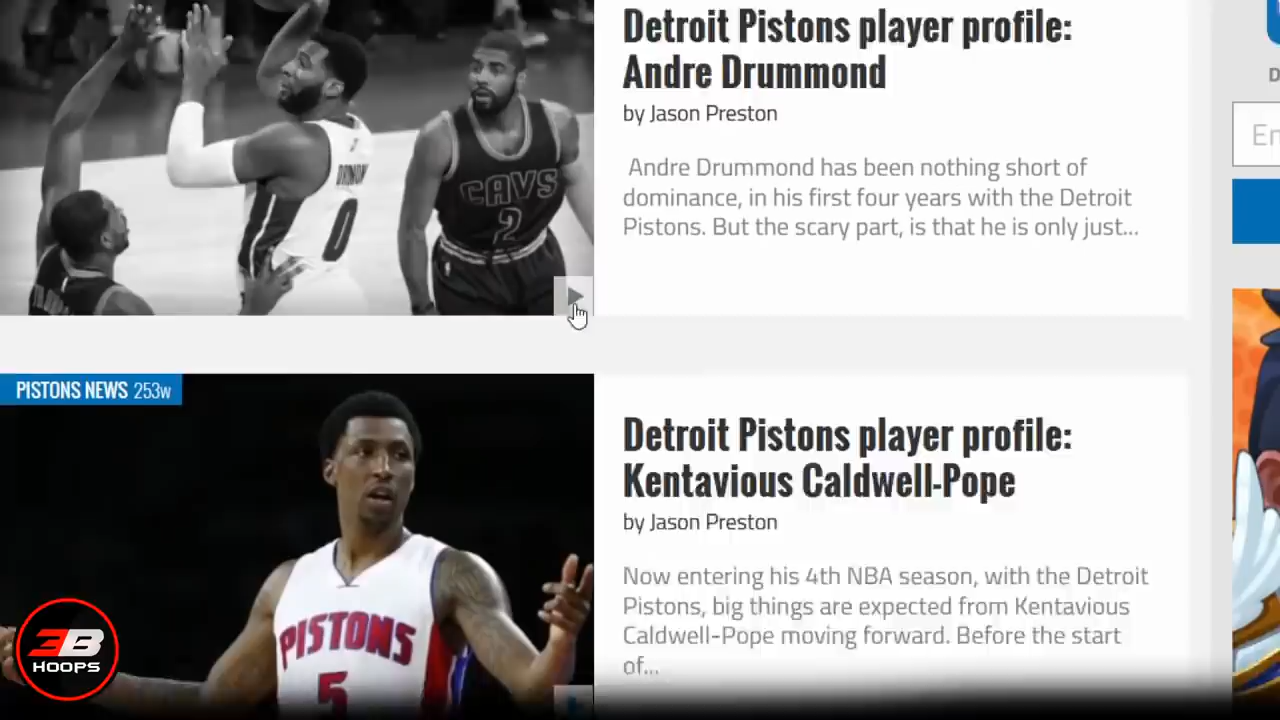 Detroit Pistons player profile:
Andre Drummond
by Jason Preston
Andre Drummond has been nothing short of
dominance, in his first four years with the Detroit
Pistons. But the scary part, is that he is only just...
0
CAVS
2
PISTONS NEWS 253w
Detroit Pistons player profile:
Kentavious Caldwell-Pope
by Jason Preston
Now entering his 4th NBA season, with the Detroit
Pistons, big things are expected from Kentavious
Caldwell-Pope moving forward. Before the start
of...
PISTONS
5
3B
HOOPS